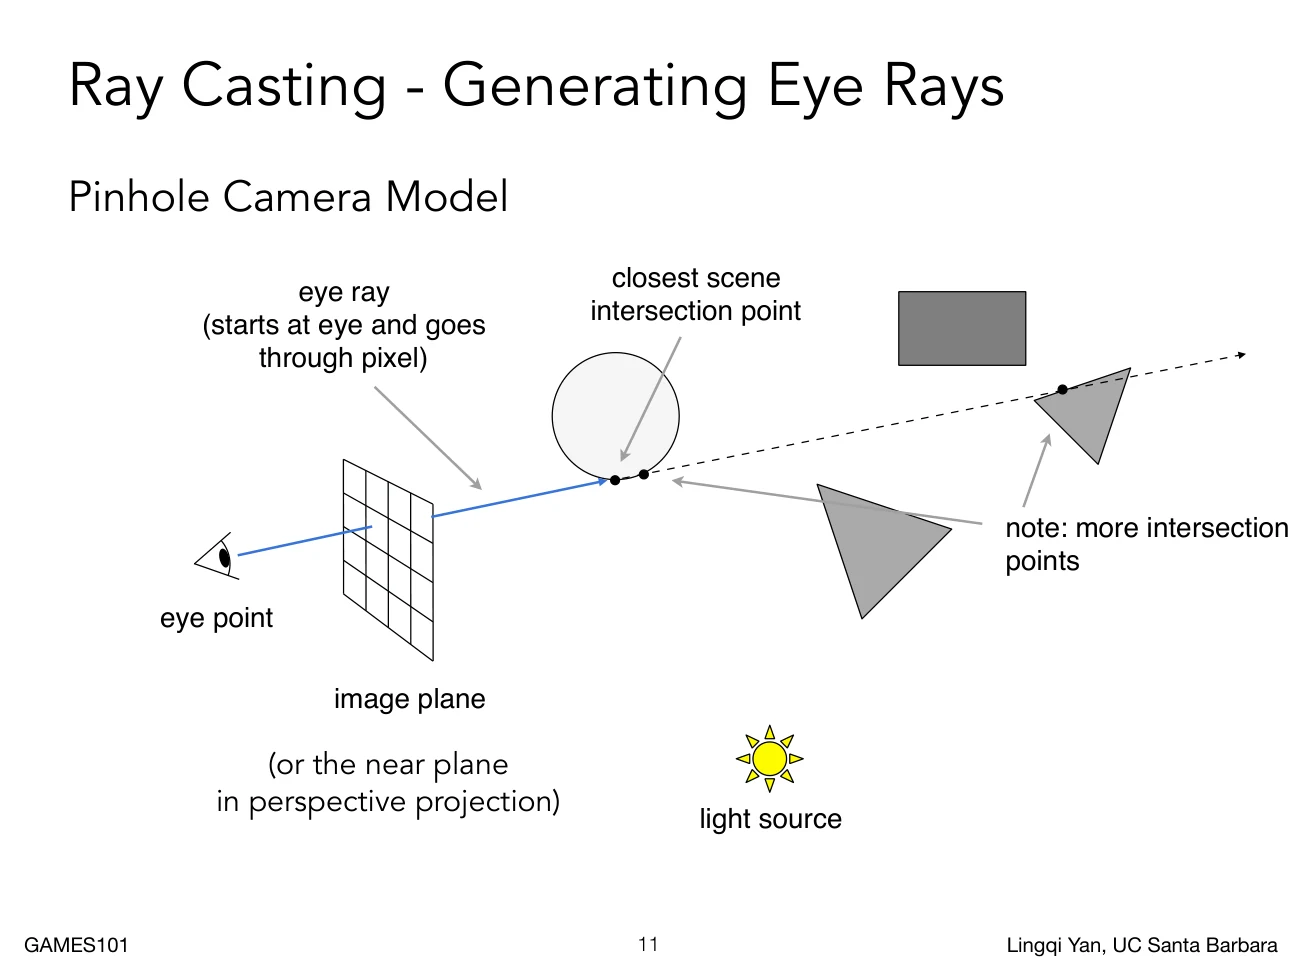 Ray Casting - Generating Eye Rays
Pinhole Camera Model
eye ray
(starts at eye and goes
through pixel)
closest scene
intersection point
note: more intersection
points
eye point
image plane
(or the near plane
in perspective projection)
light source
GAMES101
11
Lingqi Yan, UC Santa Barbara